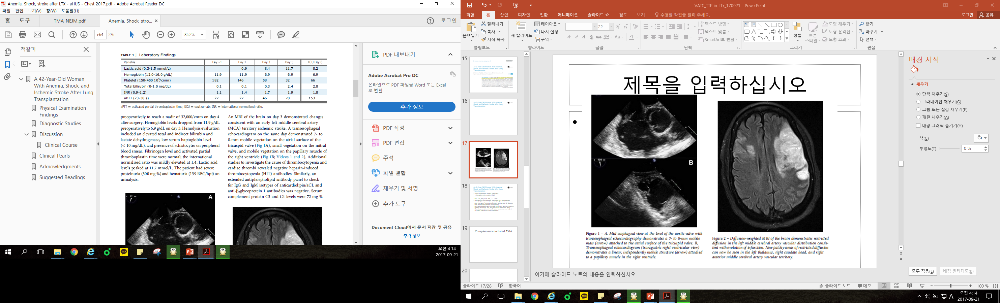 Anemia, Shock, stroke after LTX - aHUS - Chest 2017.pdf - Adobe Acrobat Reader DC
파일 편집 보기(V) 창(W) 도움말(H)
홈 도구 TMA_NEJM.pdf Anemia, Shock, stro... × 로그인
e64 2/6 85.2%
책갈피
A 42-Year-Old Woman
With Anemia, Shock, and
Ischemic Stroke After Lung
Transplantation
Physical Examination
Findings
Diagnostic Studies
Discussion
Clinical Course
Clinical Pearls
Acknowledgments
Suggested Readings
TABLE 1 ] Laboratory Findings
Variable Day −1 Day 1 Day 3 Day 5 ECU Day 6
Lactic acid (0.3-1.5 mmol/L) 0.9 8.4 11.7 8.2
Hemoglobin (12.0-16.0 g/dL) 11.9 11.9 6.9 6.9 6.9
Platelet (150-450 10³/cmm) 182 146 58 32 66
Total bilirubin (0-1.0 mg/dL) 0.1 0.1 0.3 2.4 2.8
INR (0.9-1.2) 1.1 1.4 1.7 1.9 1.8
aPTT (23-38 s) 27 27 46 78 153
aPTT = activated partial thromboplastin time; ECU = eculizumab; INR = international normalized ratio.
preoperatively to reach a nadir of 32,000/cmm on day 4
after surgery. Hemoglobin levels dropped from 11.9 g/dL
preoperatively to 6.9 g/dL on day 3. Hemolysis evaluation
included an elevated total and indirect bilirubin and
lactate dehydrogenase, low serum haptoglobin level
(< 10 mg/dL), and presence of schistocytes on peripheral
blood smear. Fibrinogen level and activated partial
thromboplastin time were normal; the international
normalized ratio was mildly elevated at 1.4. Lactic acid
levels peaked at 11.7 mmol/L. The patient had severe
proteinuria (300 mg %) and hematuria (139 RBC/hpf) on
urinalysis.
An MRI of the brain on day 3 demonstrated changes
consistent with an early left middle cerebral artery
(MCA) territory ischemic stroke. A transesophageal
echocardiogram on the same day demonstrated 7- to
8-mm mobile vegetation on the atrial surface of the
tricuspid valve (Fig 1A), small vegetation on the mitral
valve, and mobile vegetation on the papillary muscle of
the right ventricle (Fig 1B; Videos 1 and 2). Additional
studies to investigate the cause of thrombocytopenia and
cardiac thrombi revealed negative heparin-induced
thrombocytopenia (HIT) antibodies. Similarly, an
extended antiphospholipid antibody panel to check
for IgG and IgM isotypes of anticardiolipin/aCL and
anti-β₂glycoprotein 1 antibodies was negative. Serum
complement protein C3 and C4 levels were 72 mg %
A
PDF 내보내기
Adobe Acrobat Pro DC
온라인으로 PDF 파일을 Word 또는 Excel
로 변환
추가 정보
PDF 작성
PDF 편집
주석
파일 결합
채우기 및 서명
추가 도구
Document Cloud에서 문서 저장 및 공유
추가 정보
TALK
오전 4:14
2017-09-21
VATS_TTP in LTx_170921 - PowerPoint
파일 홈 삽입 디자인 전환 애니메이션 슬라이드 쇼 검토 보기 수행할 작업을 알려 주세요. 로그인 공유
붙여넣기 잘라내기 복사 서식 복사 클립보드
새 슬라이드 레이아웃 다시 설정 구역 슬라이드
22 글꼴
텍스트 방향 텍스트 맞춤 SmartArt로 변환 단락
정렬 빠른 스타일 도형 채우기 도형 윤곽선 도형 효과 그리기
찾기 바꾸기 선택 편집
15
16
17
18
19
Complement-mediated TMA
20
제목을 입력하십시오
B
Figure 1 – A, Mid-esophageal view at the level of the aortic valve with
transesophageal echocardiography demonstrates a 7- to 8-mm mobile
mass (arrow) attached to the atrial surface of the tricuspid valve. B,
Transesophageal echocardiogram (transgastric right ventricular view)
demonstrates a linear, independently mobile structure (arrow) attached
to a papillary muscle in the right ventricle.
Figure 2 – Diffusion-weighted MRI of the brain demonstrates restricted
diffusion in the left middle cerebral artery vascular distribution consis-
tent with evolution of infarction. New patchy areas of restricted diffusion
can now be seen in the left thalamus, right caudate head, and right
anterior middle cerebral artery vascular territory.
여기에 슬라이드 노트의 내용을 입력하십시오
배경 서식
채우기
단색 채우기(S)
그라데이션 채우기(G)
그림 또는 질감 채우기(P)
패턴 채우기(A)
배경 그래픽 숨기기(H)
색(C)
투명도(T) 0 %
모두 적용(L) 배경 원래대로(B)
슬라이드 17/28 한국어 슬라이드 노트 메모 100 %
TALK
A
오전 4:14
2017-09-21